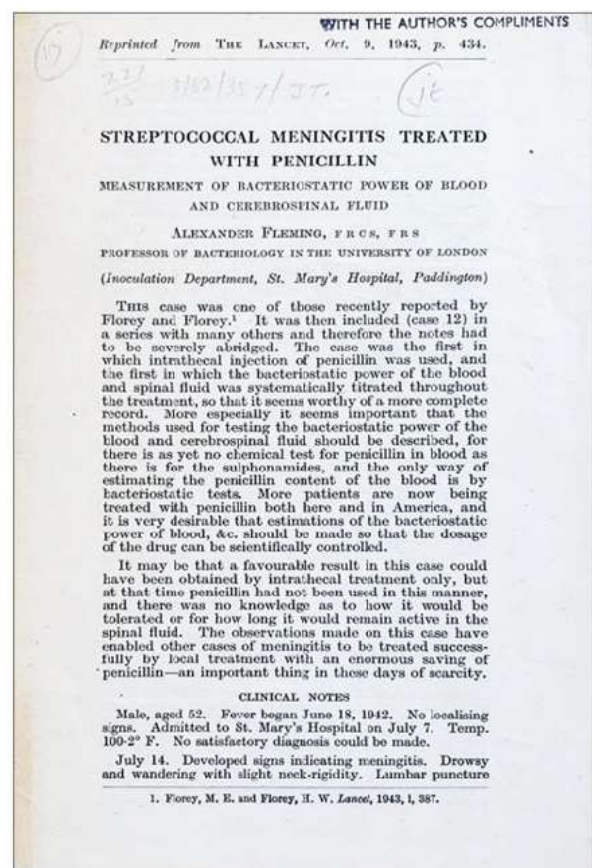 WITH THE AUTHOR'S COMPLIMENTS
Reprinted from THE LANCET, Oct. 9, 1943, p. 434.
STREPTOCOCCAL MENINGITIS TREATED
WITH PENICILLIN
MEASUREMENT OF BACTERIOSTATIC POWER OF BLOOD
AND CEREBROSPINAL FLUID
ALEXANDER FLEMING, F R C S, F R S
PROFESSOR OF BACTERIOLOGY IN THE UNIVERSITY OF LONDON
(Inoculation Department, St. Mary's Hospital, Paddington)
THIS case was one of those recently reported by
Florey and Florey.¹ It was then included (case 12) in
a series with many others and therefore the notes had
to be severely abridged. The case was the first in
which intrathecal injection of penicillin was used, and
the first in which the bacteriostatic power of the blood
and spinal fluid was systematically titrated throughout
the treatment, so that it seems worthy of a more complete
record. More especially it seems important that the
methods used for testing the bacteriostatic power of the
blood and cerebrospinal fluid should be described, for
there is as yet no chemical test for penicillin in blood as
there is for the sulphonamides, and the only way of
estimating the penicillin content of the blood is by
bacteriostatic tests. More patients are now being
treated with penicillin both here and in America, and
it is very desirable that estimations of the bacteriostatic
power of blood, &c. should be made so that the dosage
of the drug can be scientifically controlled.
It may be that a favourable result in this case could
have been obtained by intrathecal treatment only, but
at that time penicillin had not been used in this manner,
and there was no knowledge as to how it would be
tolerated or for how long it would remain active in the
spinal fluid. The observations made on this case have
enabled other cases of meningitis to be treated success-
fully by local treatment with an enormous saving of
penicillin—an important thing in these days of scarcity.
CLINICAL NOTES
Male, aged 52. Fever began June 18, 1942. No localising
signs. Admitted to St. Mary's Hospital on July 7. Temp.
100·2° F. No satisfactory diagnosis could be made.
July 14. Developed signs indicating meningitis. Drowsy
and wandering with slight neck-rigidity. Lumbar puncture
1. Florey, M. E. and Florey, H. W. Lancet, 1943, i, 387.